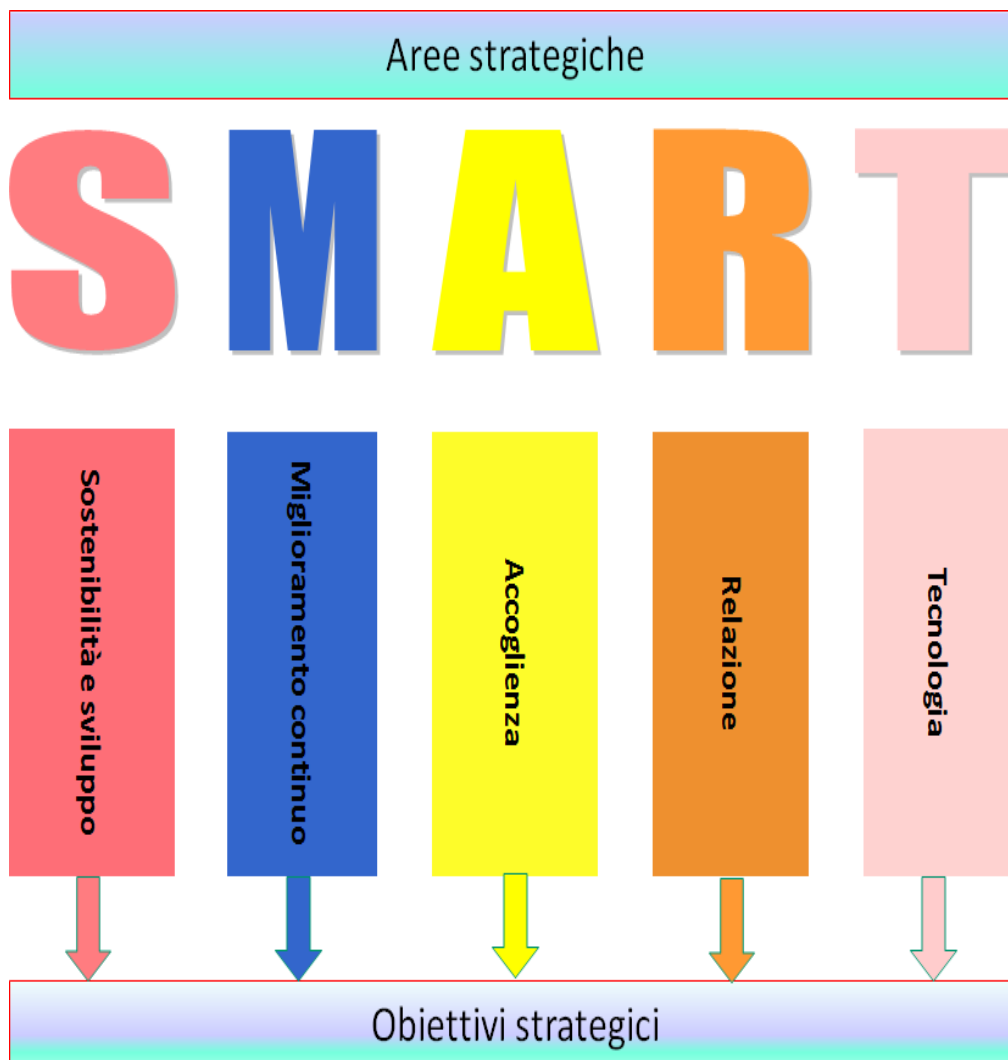 Aree strategiche
SMART
Sostenibilità e sviluppo
Miglioramento continuo
Accoglienza
Relazione
Tecnologia
Obiettivi strategici